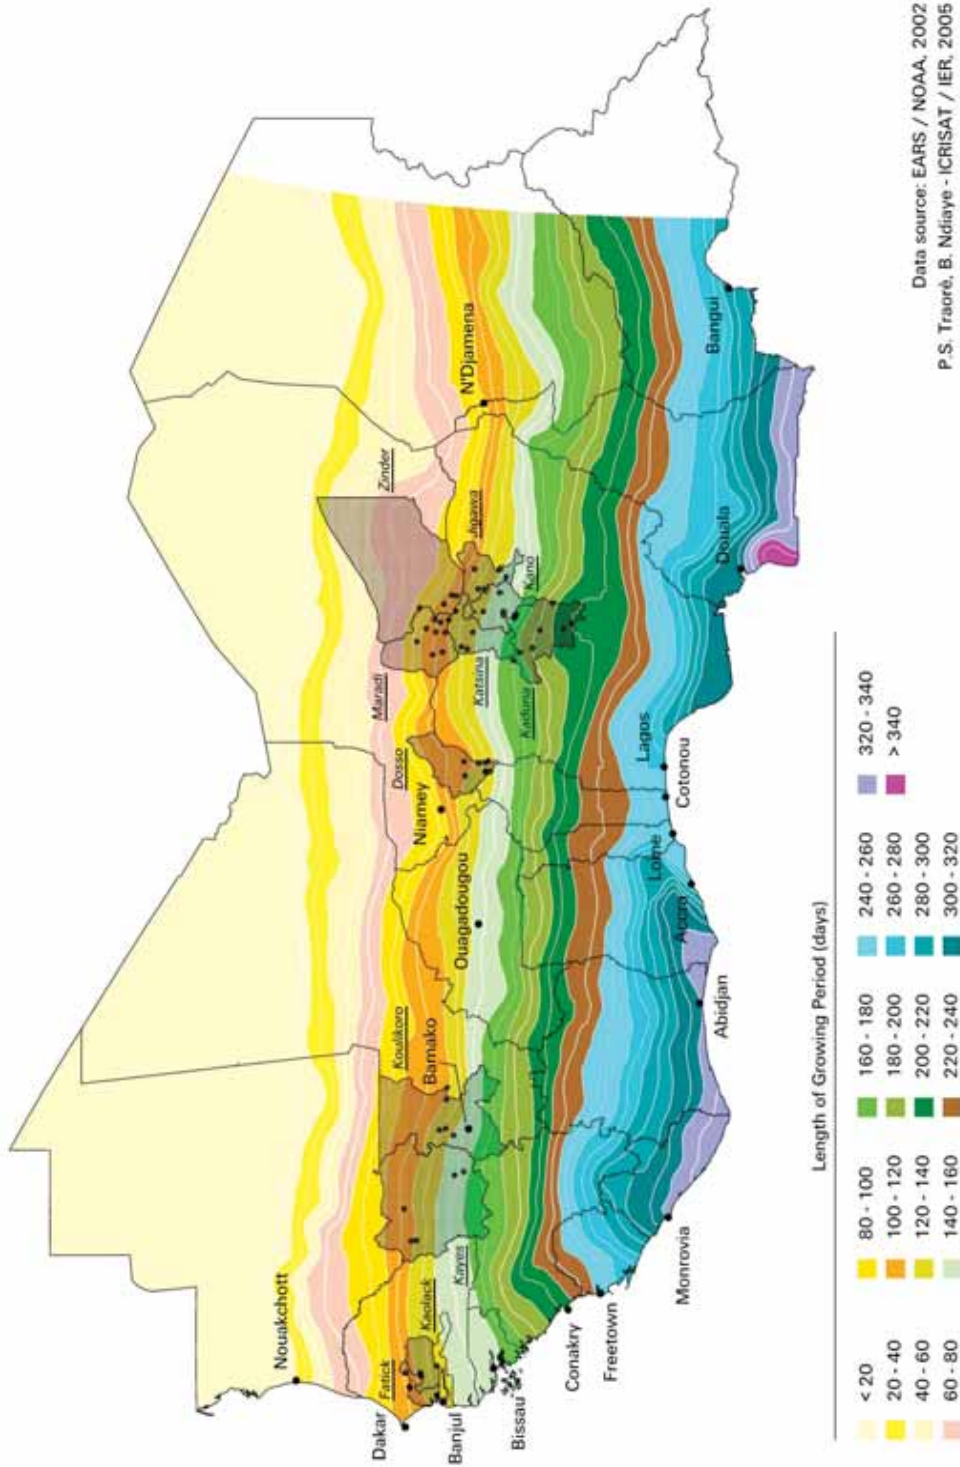 Nouakchott
Zinder
Maradi
Dosso
Niamey
N'Djamena
Jigawa
Dakar
Fatick
Kaolack
Koulikoro
Bamako
Ouagadougou
Katsina
Kano
Banjul
Kayes
Kaduna
Bissau
Conakry
Freetown
Monrovia
Abidjan
Accra
Lome
Cotonou
Lagos
Douala
Bangui
Length of Growing Period (days)
< 20
20 - 40
40 - 60
60 - 80
80 - 100
100 - 120
120 - 140
140 - 160
160 - 180
180 - 200
200 - 220
220 - 240
240 - 260
260 - 280
280 - 300
300 - 320
320 - 340
> 340
Data source: EARS / NOAA, 2002
P.S. Traoré, B. Ndiaye - ICRISAT / IER, 2005